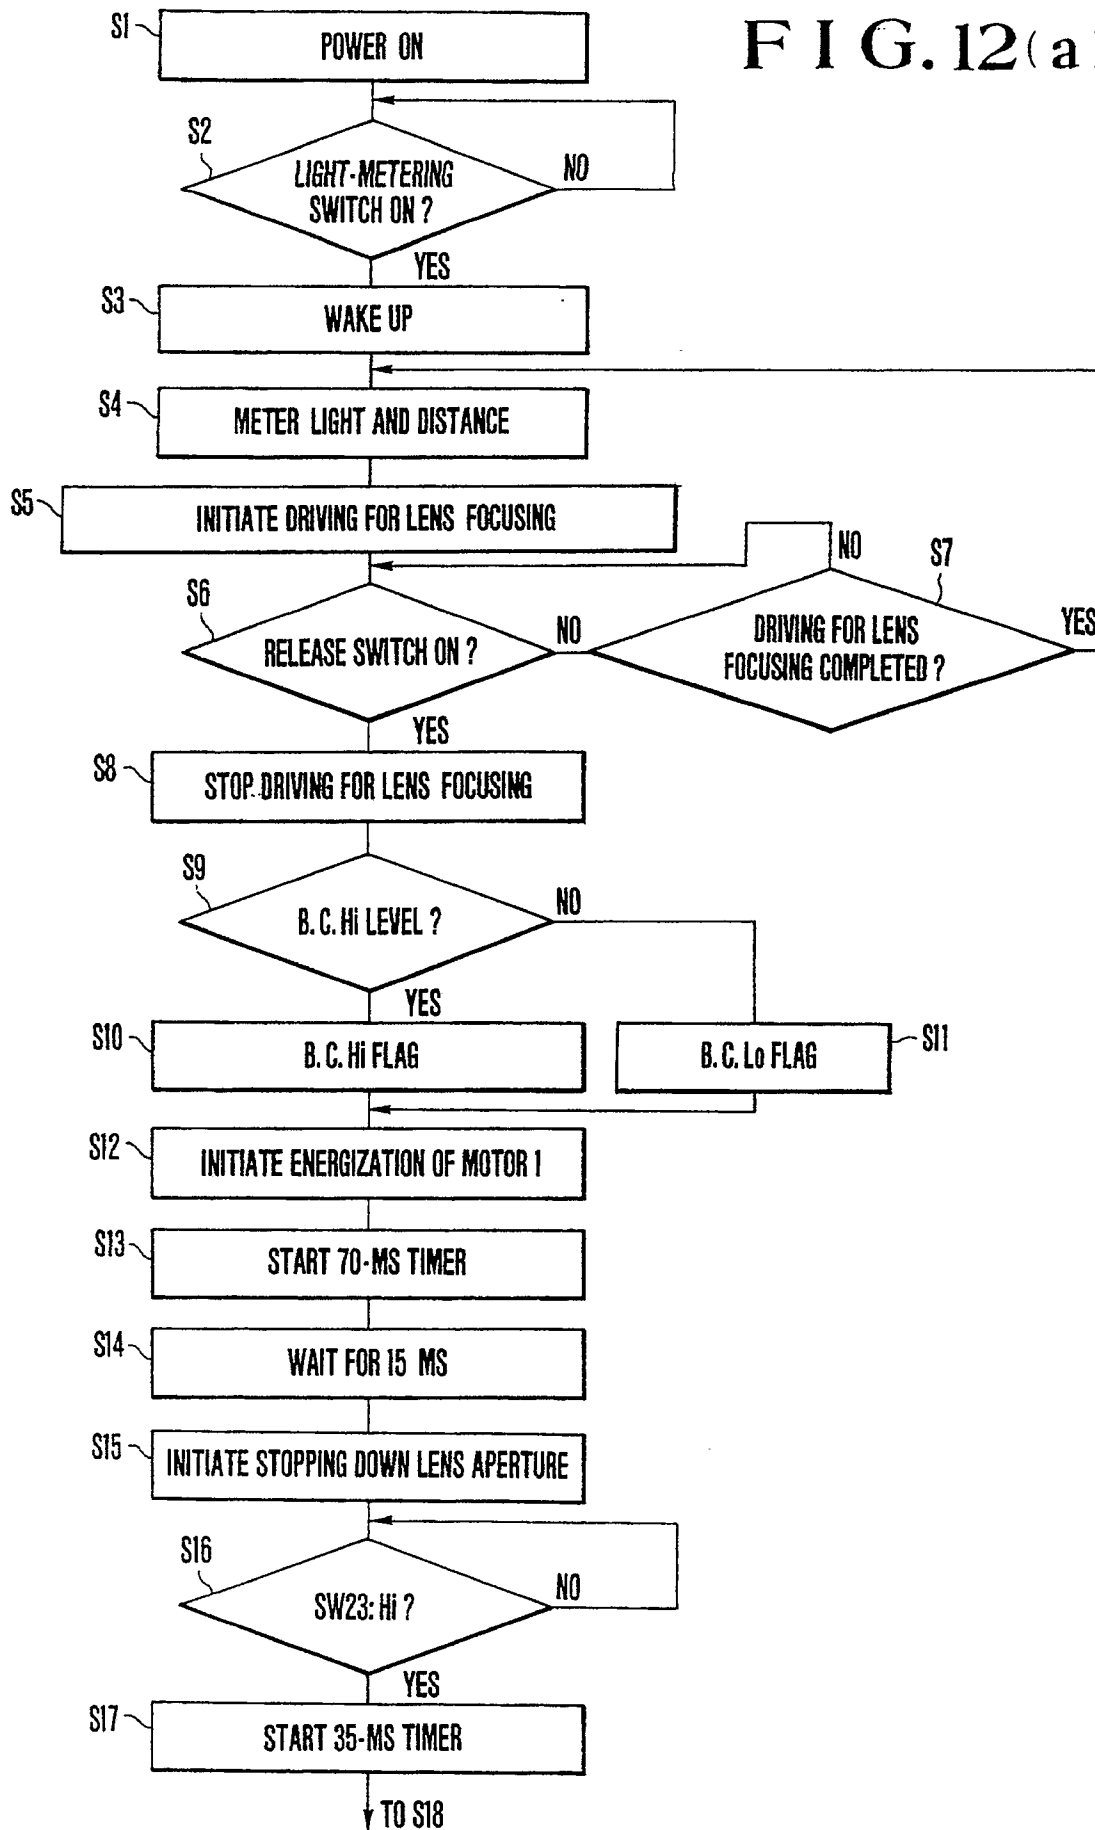 FIG. 12(a1
S1
POWER ON
S2
LIGHT-METERING
SWITCH ON ?
NO
YES
S3
WAKE UP
S4
METER LIGHT AND DISTANCE
S5
INITIATE DRIVING FOR LENS FOCUSING
S6
RELEASE SWITCH ON ?
NO
YES
S7
NO
DRIVING FOR LENS
FOCUSING COMPLETED ?
YES
S8
STOP DRIVING FOR LENS FOCUSING
S9
B. C. Hi LEVEL ?
NO
YES
S10
B. C. Hi FLAG
B. C. Lo FLAG
S11
S12
INITIATE ENERGIZATION OF MOTOR 1
S13
START 70-MS TIMER
S14
WAIT FOR 15 MS
S15
INITIATE STOPPING DOWN LENS APERTURE
S16
SW23: Hi ?
NO
YES
S17
START 35-MS TIMER
TO S18